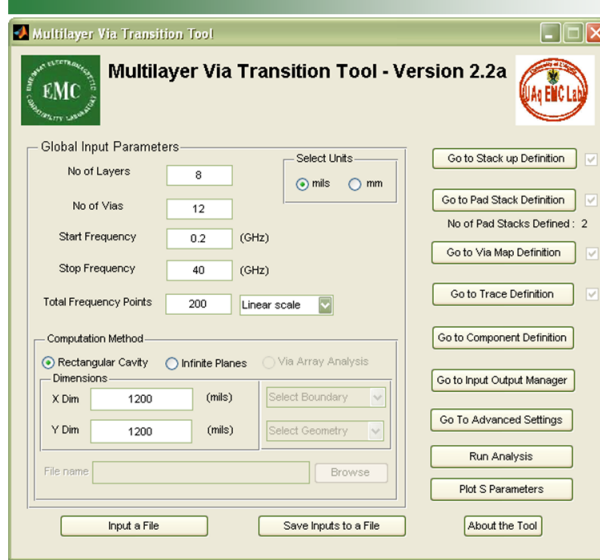 Multilayer Via Transition Tool
EMC
Multilayer Via Transition Tool - Version 2.2a
UAq EMC Lab
Global Input Parameters
No of Layers 8
Select Units
mils mm
No of Vias 12
Start Frequency 0.2 (GHz)
Stop Frequency 40 (GHz)
Total Frequency Points 200 Linear scale
Computation Method
Rectangular Cavity Infinite Planes Via Array Analysis
Dimensions
X Dim 1200 (mils) Select Boundary
Y Dim 1200 (mils) Select Geometry
File name Browse
Input a File Save Inputs to a File
Go to Stack up Definition
Go to Pad Stack Definition
No of Pad Stacks Defined : 2
Go to Via Map Definition
Go to Trace Definition
Go to Component Definition
Go to Input Output Manager
Go To Advanced Settings
Run Analysis
Plot S Parameters
About the Tool